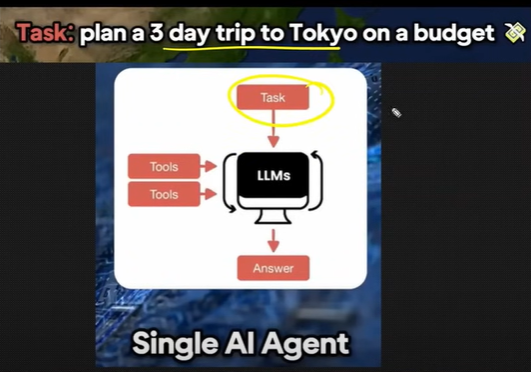 Task: plan a 3 day trip to Tokyo on a budget 💸
Task
Tools
Tools
LLMs
Answer
Single AI Agent